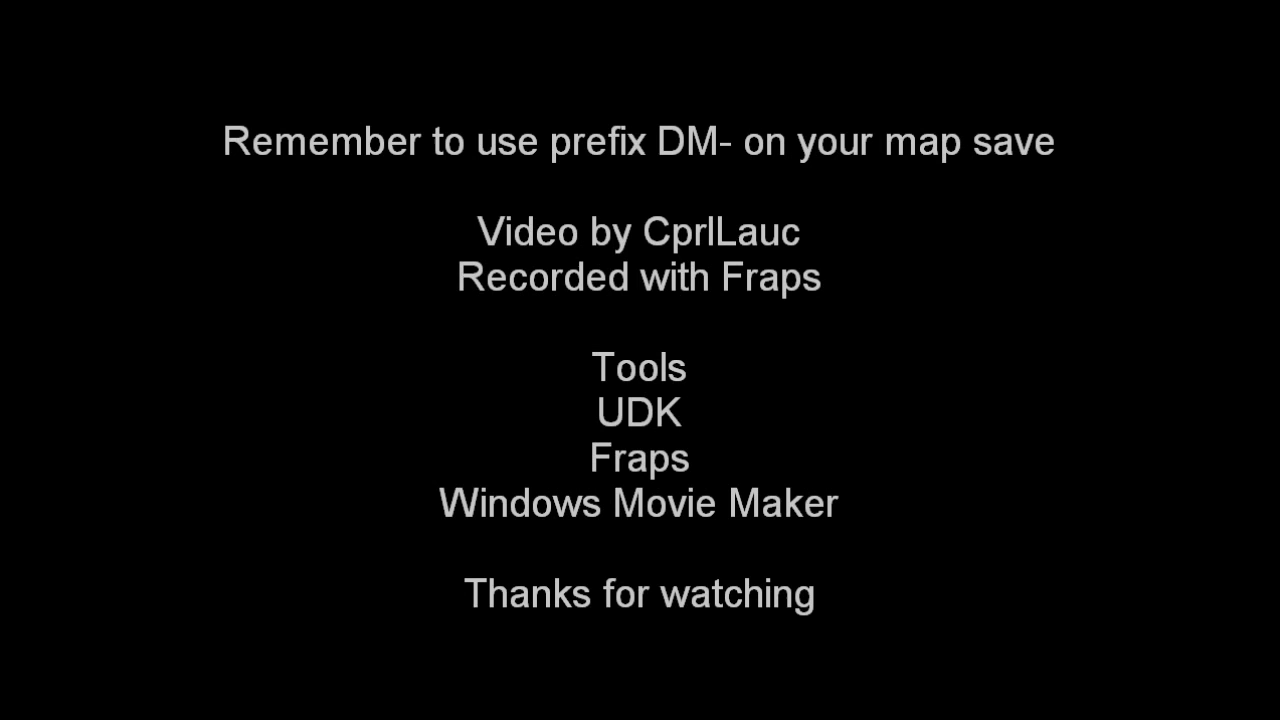 Remember to use prefix DM- on your map save
Video by CprlLauc
Recorded with Fraps
Tools
UDK
Fraps
Windows Movie Maker
Thanks for watching